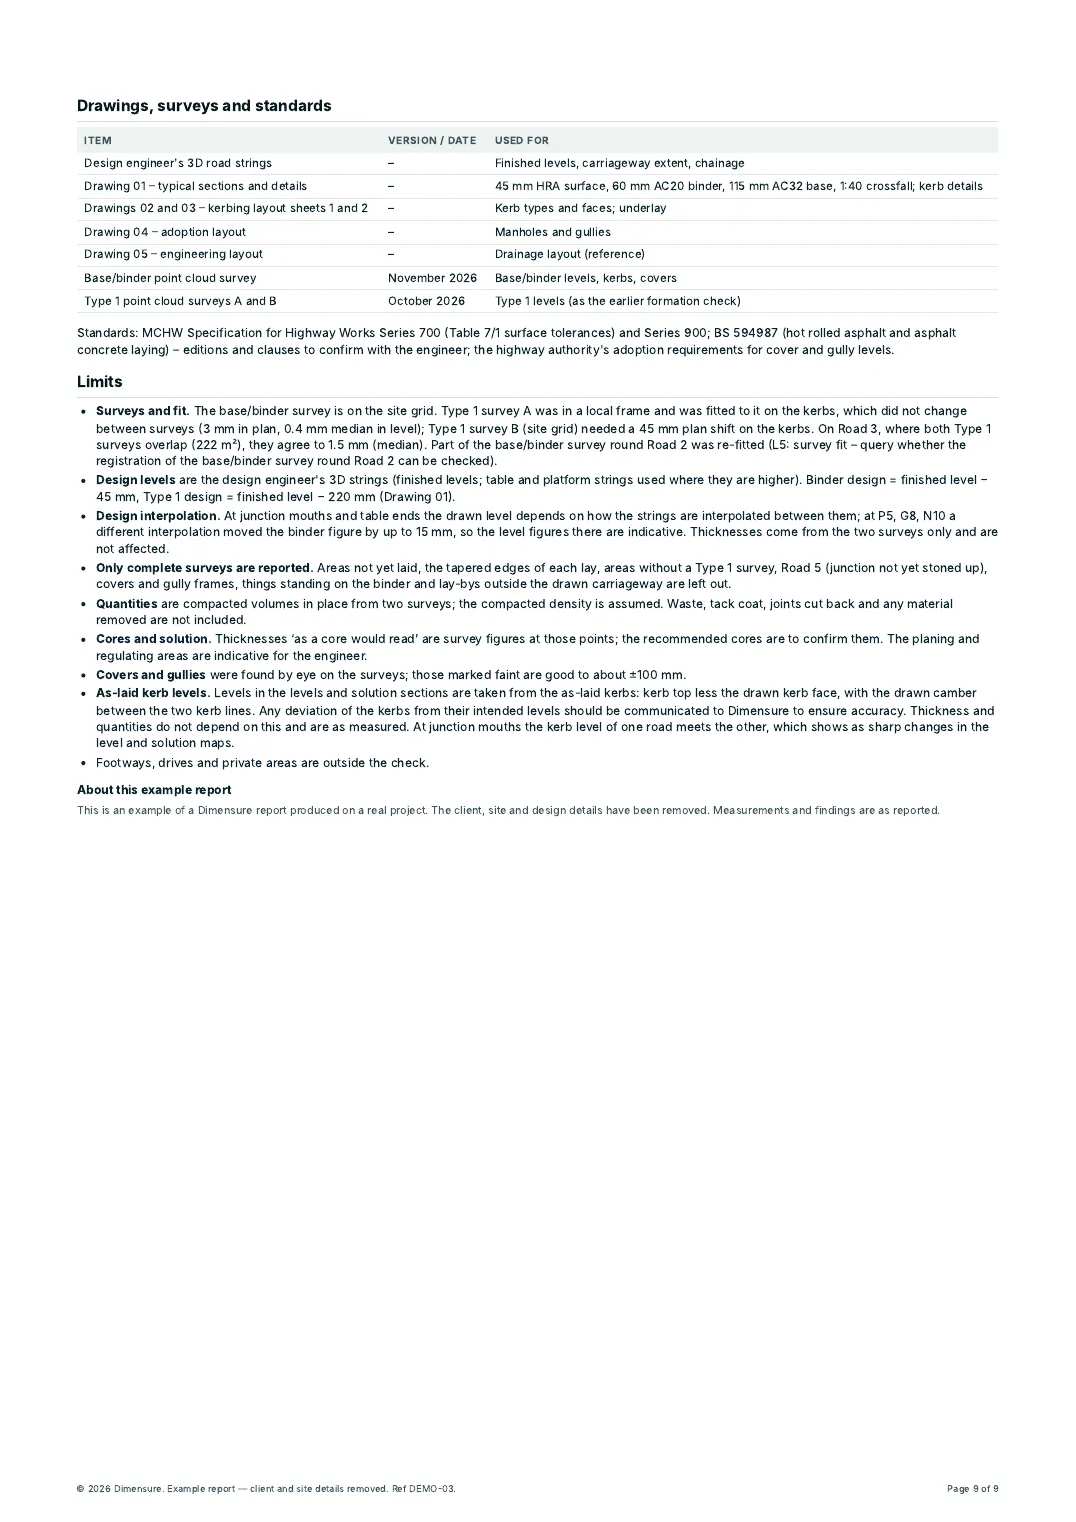 Drawings, surveys and standards
ITEM VERSION / DATE USED FOR
Design engineer's 3D road strings – Finished levels, carriageway extent, chainage
Drawing 01 – typical sections and details – 45 mm HRA surface, 60 mm AC20 binder, 115 mm AC32 base, 1:40 crossfall; kerb details
Drawings 02 and 03 – kerbing layout sheets 1 and 2 – Kerb types and faces; underlay
Drawing 04 – adoption layout – Manholes and gullies
Drawing 05 – engineering layout – Drainage layout (reference)
Base/binder point cloud survey November 2026 Base/binder levels, kerbs, covers
Type 1 point cloud surveys A and B October 2026 Type 1 levels (as the earlier formation check)
Standards: MCHW Specification for Highway Works Series 700 (Table 7/1 surface tolerances) and Series 900; BS 594987 (hot rolled asphalt and asphalt
concrete laying) – editions and clauses to confirm with the engineer; the highway authority's adoption requirements for cover and gully levels.
Limits
• Surveys and fit. The base/binder survey is on the site grid. Type 1 survey A was in a local frame and was fitted to it on the kerbs, which did not change
between surveys (3 mm in plan, 0.4 mm median in level); Type 1 survey B (site grid) needed a 45 mm plan shift on the kerbs. On Road 3, where both Type 1
surveys overlap (222 m²), they agree to 1.5 mm (median). Part of the base/binder survey round Road 2 was re-fitted (L5: survey fit – query whether the
registration of the base/binder survey round Road 2 can be checked).
• Design levels are the design engineer's 3D strings (finished levels; table and platform strings used where they are higher). Binder design = finished level −
45 mm, Type 1 design = finished level − 220 mm (Drawing 01).
• Design interpolation. At junction mouths and table ends the drawn level depends on how the strings are interpolated between them; at P5, G8, N10 a
different interpolation moved the binder figure by up to 15 mm, so the level figures there are indicative. Thicknesses come from the two surveys only and are
not affected.
• Only complete surveys are reported. Areas not yet laid, the tapered edges of each lay, areas without a Type 1 survey, Road 5 (junction not yet stoned up),
covers and gully frames, things standing on the binder and lay-bys outside the drawn carriageway are left out.
• Quantities are compacted volumes in place from two surveys; the compacted density is assumed. Waste, tack coat, joints cut back and any material
removed are not included.
• Cores and solution. Thicknesses ‘as a core would read’ are survey figures at those points; the recommended cores are to confirm them. The planing and
regulating areas are indicative for the engineer.
• Covers and gullies were found by eye on the surveys; those marked faint are good to about ±100 mm.
• As-laid kerb levels. Levels in the levels and solution sections are taken from the as-laid kerbs: kerb top less the drawn kerb face, with the drawn camber
between the two kerb lines. Any deviation of the kerbs from their intended levels should be communicated to Dimensure to ensure accuracy. Thickness and
quantities do not depend on this and are as measured. At junction mouths the kerb level of one road meets the other, which shows as sharp changes in the
level and solution maps.
• Footways, drives and private areas are outside the check.
About this example report
This is an example of a Dimensure report produced on a real project. The client, site and design details have been removed. Measurements and findings are as reported.
© 2026 Dimensure. Example report — client and site details removed. Ref DEMO-03. Page 9 of 9